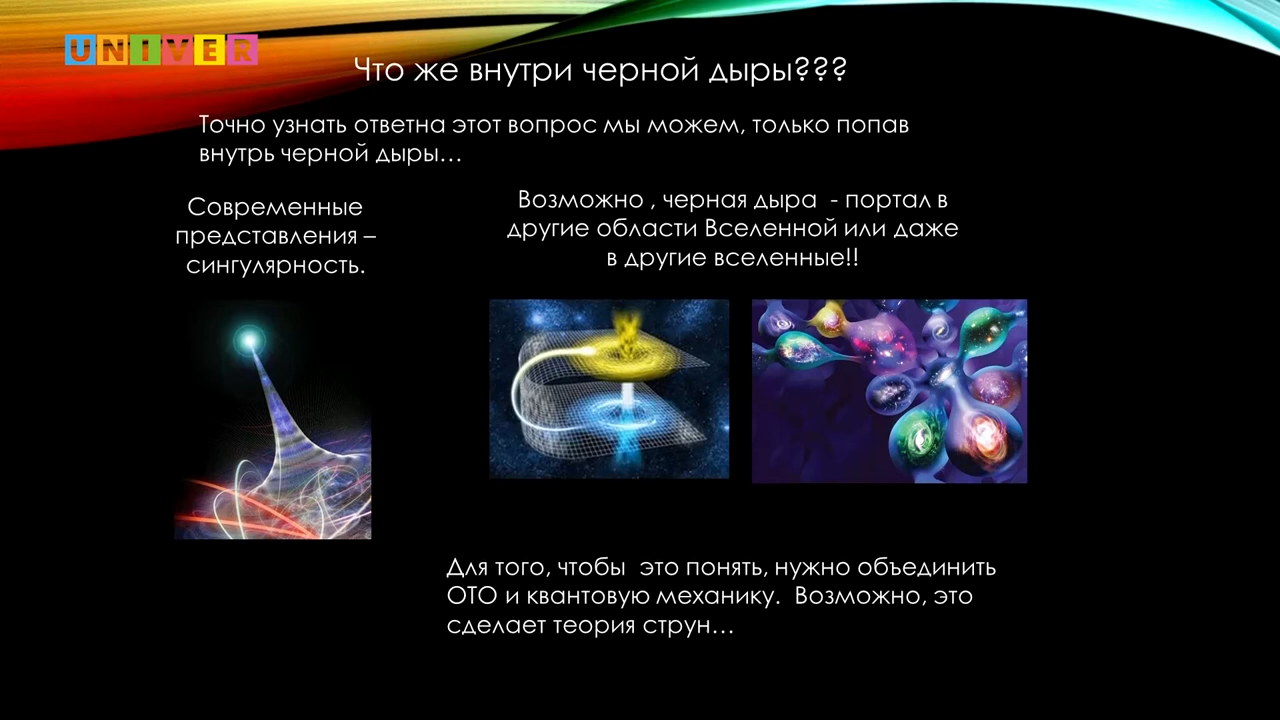 UNIVER
Что же внутри черной дыры???
Точно узнать ответна этот вопрос мы можем, только попав
внутрь черной дыры…
Современные
представления –
сингулярность.
Возможно , черная дыра - портал в
другие области Вселенной или даже
в другие вселенные!!
Для того, чтобы это понять, нужно объединить
ОТО и квантовую механику. Возможно, это
сделает теория струн…